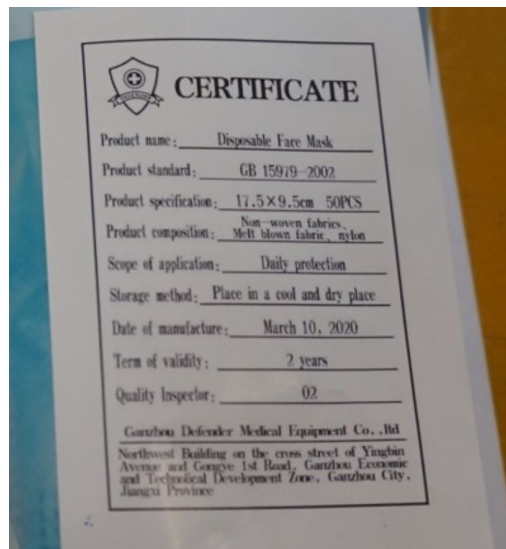 CERTIFICATE
Product name: Disposable Face Mask
Product standard: GB 15979-2002
Product specification: 17.5×9.5cm 50PCS
Product composition: Non-woven fabrics、
Melt blown fabric、nylon
Scope of application: Daily protection
Storage method: Place in a cool and dry place
Date of manufacture: March 10, 2020
Term of validity: 2 years
Quality Inspector: 02
Ganzhou Defender Medical Equipment Co.,ltd
Northwest Building on the cross street of Yingbin
Avenue and Gongye 1st Road, Ganzhou Economic
and Technolical Development Zone, Ganzhou City,
Jiangxi Province